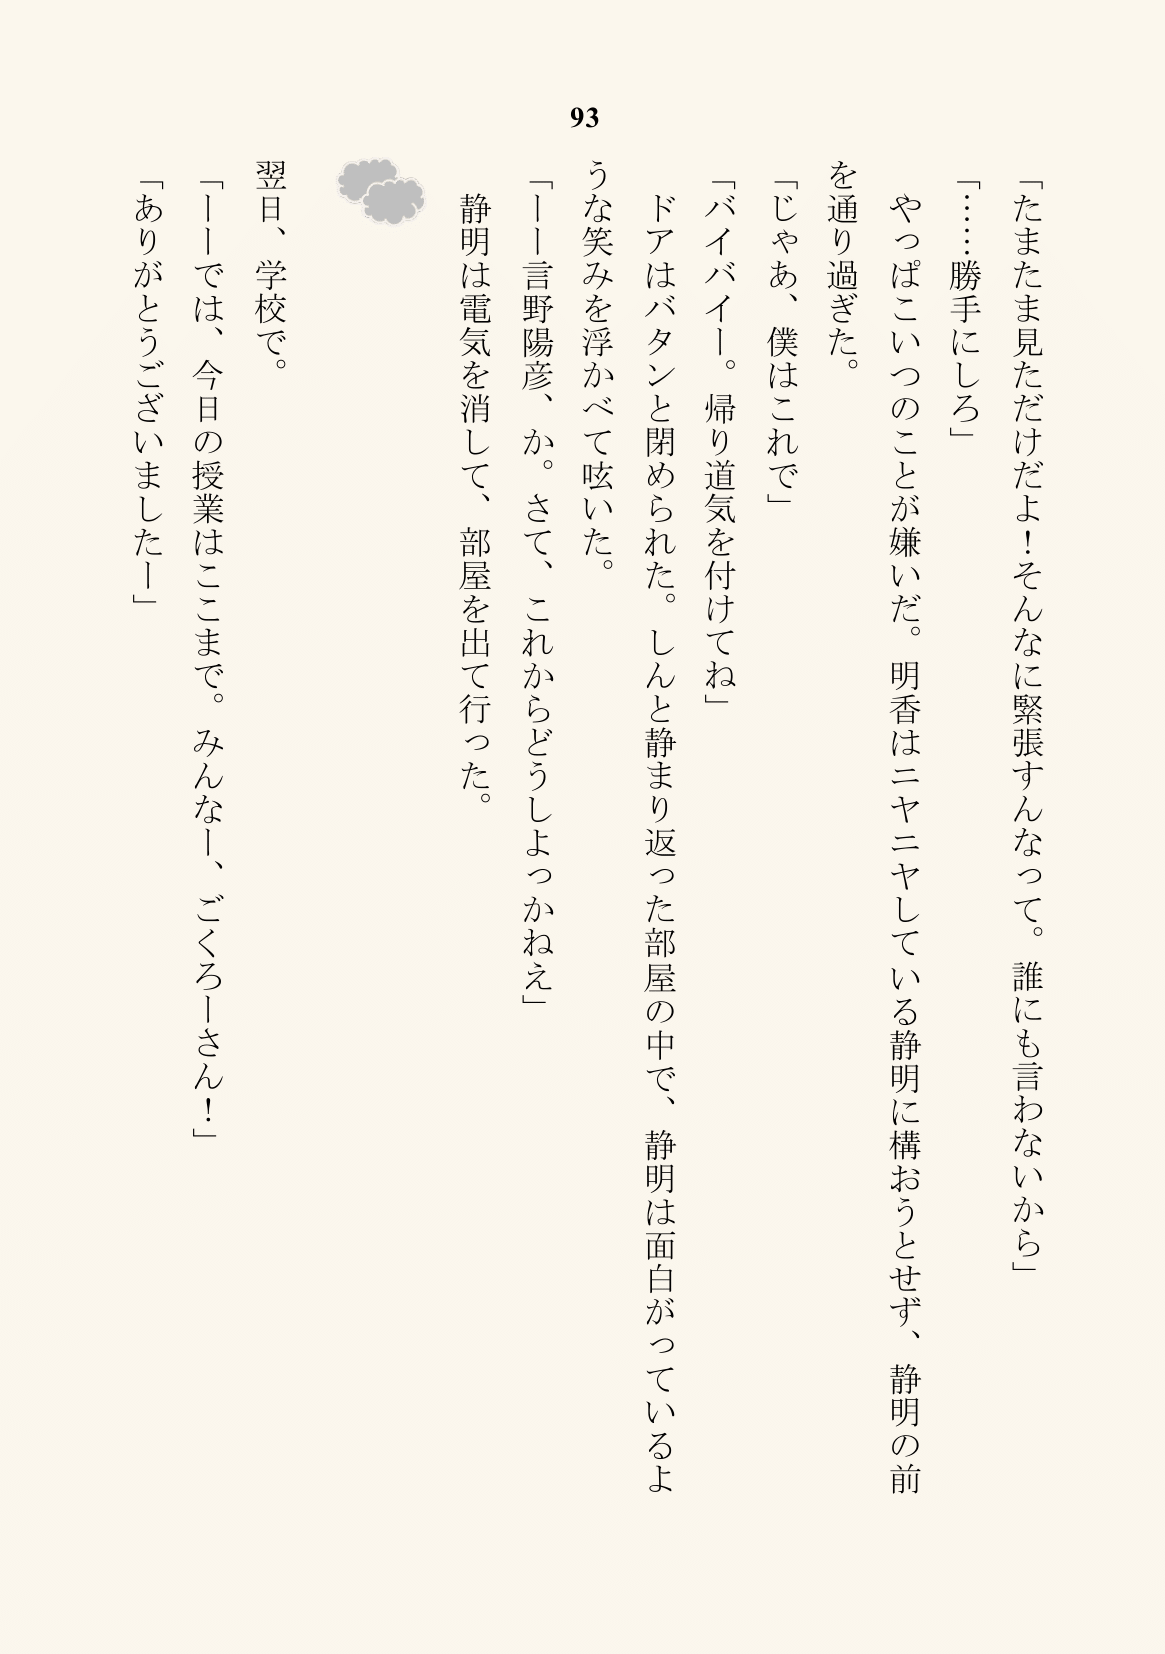 93
「たまたま見ただけだよ！そんなに緊張すんなって。誰にも言わないから」
「……勝手にしろ」
やっぱこいつのことが嫌いだ。明香はニヤニヤしている静明に構おうとせず、静明の前
を通り過ぎた。
「じゃあ、僕はこれで」
「バイバイー。帰り道気を付けてね」
ドアはバタンと閉められた。しんと静まり返った部屋の中で、静明は面白がっているよ
うな笑みを浮かべて呟いた。
「ーー言野陽彦、か。さて、これからどうしよっかねえ」
静明は電気を消して、部屋を出て行った。
翌日、学校で。
「ーーでは、今日の授業はここまで。みんなー、ごくろーさん！」
「ありがとうございましたー」